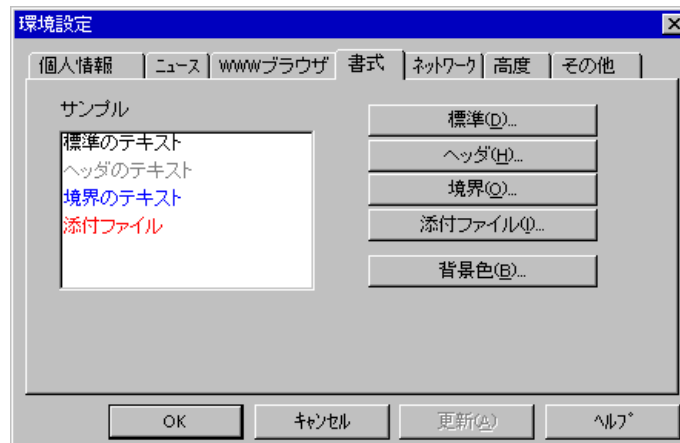 環境設定
個人情報 ﾆｭｰｽ WWWブラウザ 書式 ﾈｯﾄﾜｰｸ 高度 その他
サンプル
標準のテキスト
ヘッダのテキスト
境界のテキスト
添付ファイル
標準(D)...
ヘッダ(H)...
境界(O)...
添付ファイル(I)...
背景色(B)...
OK ｷｬﾝｾﾙ 更新(A) ﾍﾙﾌﾟ